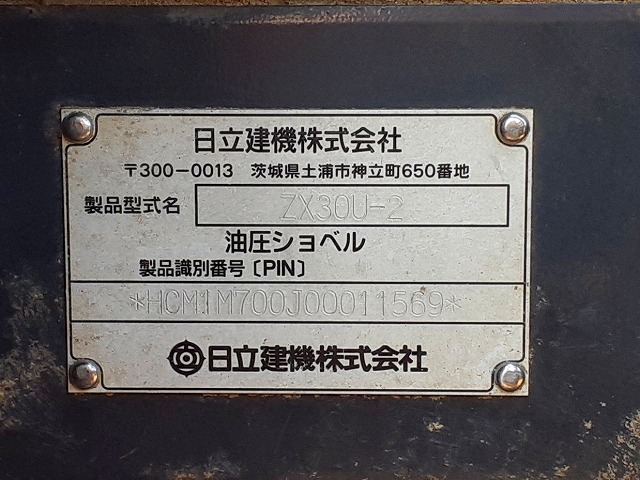 日立建機株式会社
〒300-0013 茨城県土浦市神立町650番地
製品型式名 ZX30U-2
油圧ショベル
製品識別番号〔PIN〕
*HCM1M700J00011569*
日立建機株式会社